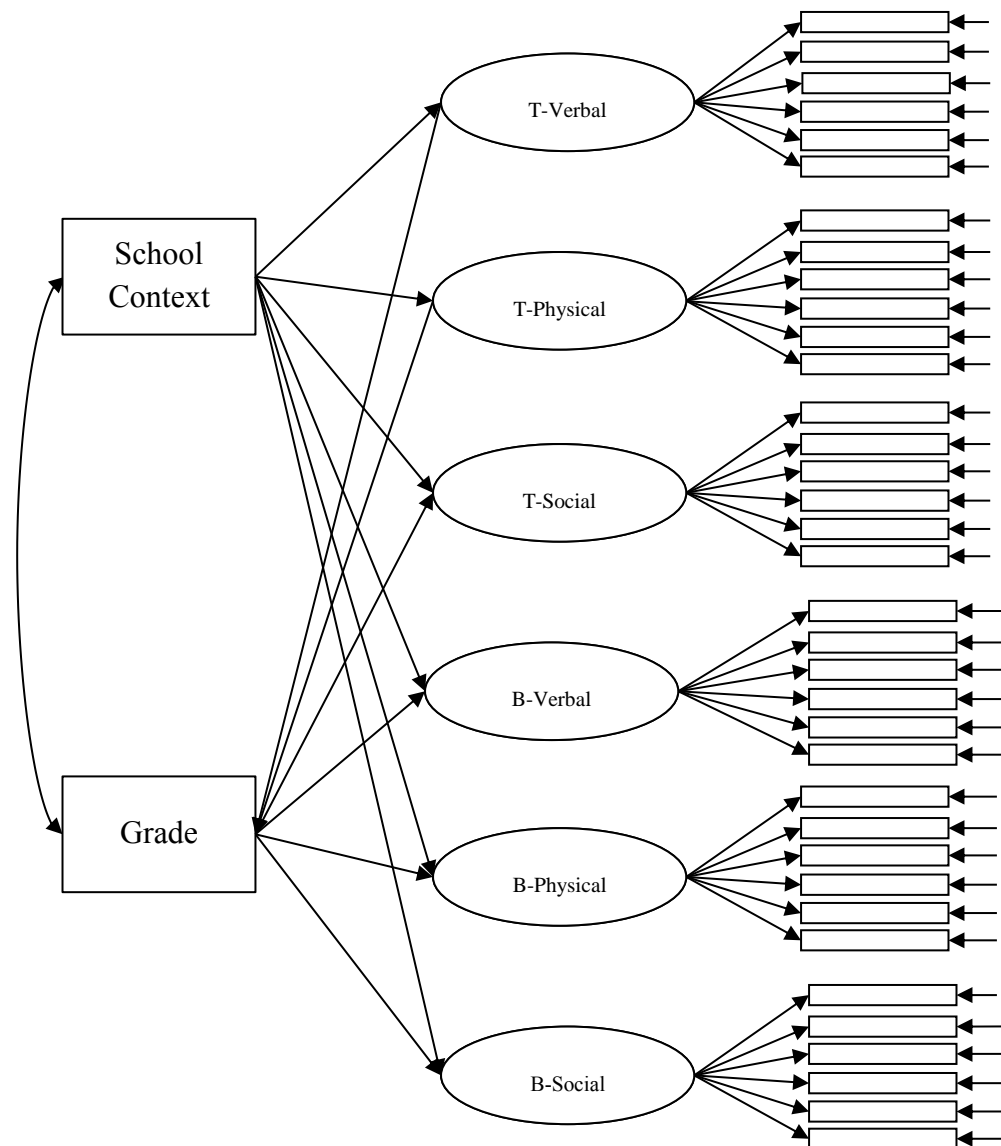 T-Verbal
School
Context
T-Physical
T-Social
B-Verbal
Grade
B-Physical
B-Social